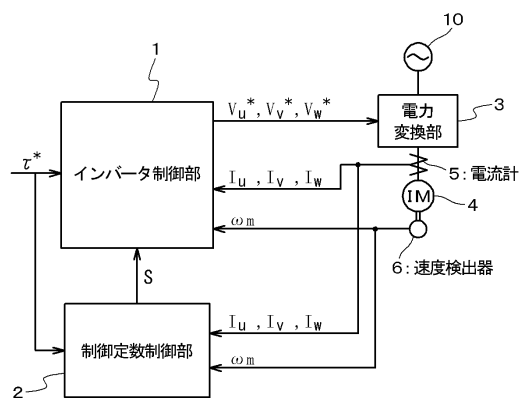 10
1
Vu*,Vv*,Vw*
電力
変換部
3
τ*
インバータ制御部
Iu ,Iv ,Iw
5:電流計
IM
4
ωm
6:速度検出器
S
制御定数制御部
Iu ,Iv ,Iw
ωm
2